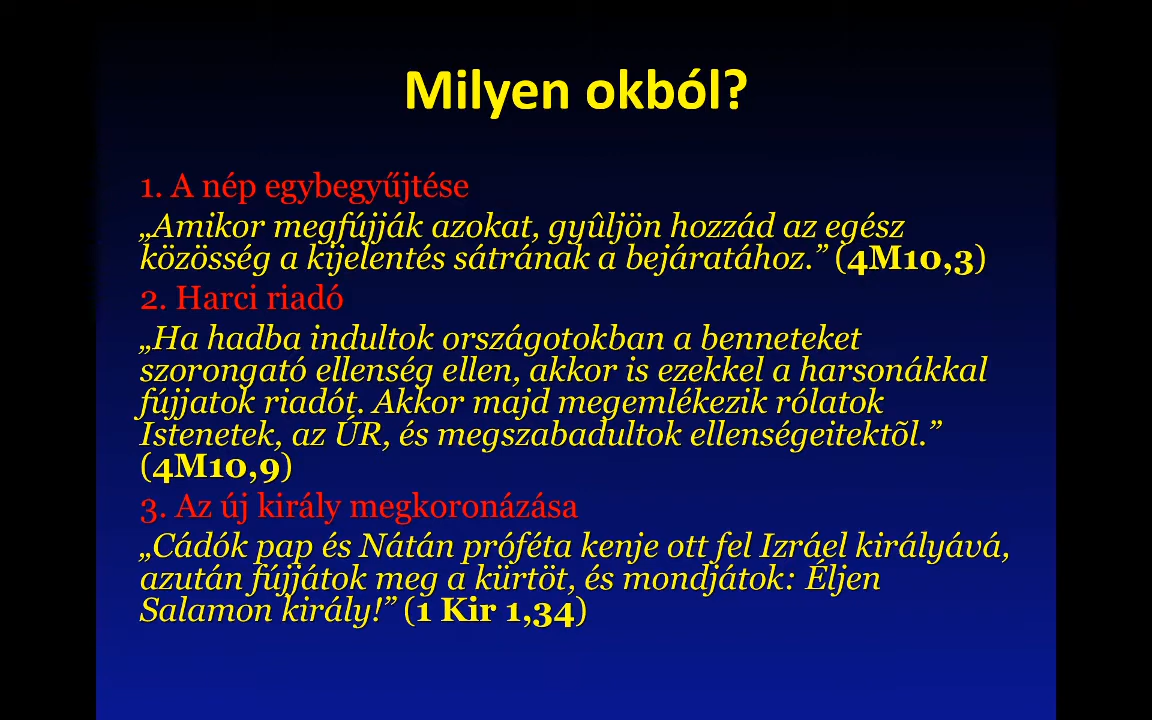 Milyen okból?
1. A nép egybegyűjtése
„Amikor megfújják azokat, gyûljön hozzád az egész
közösség a kijelentés sátrának a bejáratához.” (4M10,3)
2. Harci riadó
„Ha hadba indultok országotokban a benneteket
szorongató ellenség ellen, akkor is ezekkel a harsonákkal
fújjatok riadót. Akkor majd megemlékezik rólatok
Istenetek, az ÚR, és megszabadultok ellenségeitektõl.”
(4M10,9)
3. Az új király megkoronázása
„Cádók pap és Nátán próféta kenje ott fel Izráel királyává,
azután fújjátok meg a kürtöt, és mondjátok: Éljen
Salamon király!” (1 Kir 1,34)